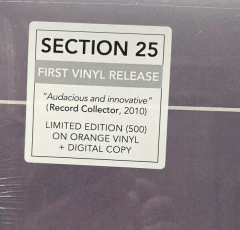 SECTION 25
FIRST VINYL RELEASE
"Audacious and innovative"
(Record Collector, 2010)
LIMITED EDITION (500)
ON ORANGE VINYL
+ DIGITAL COPY